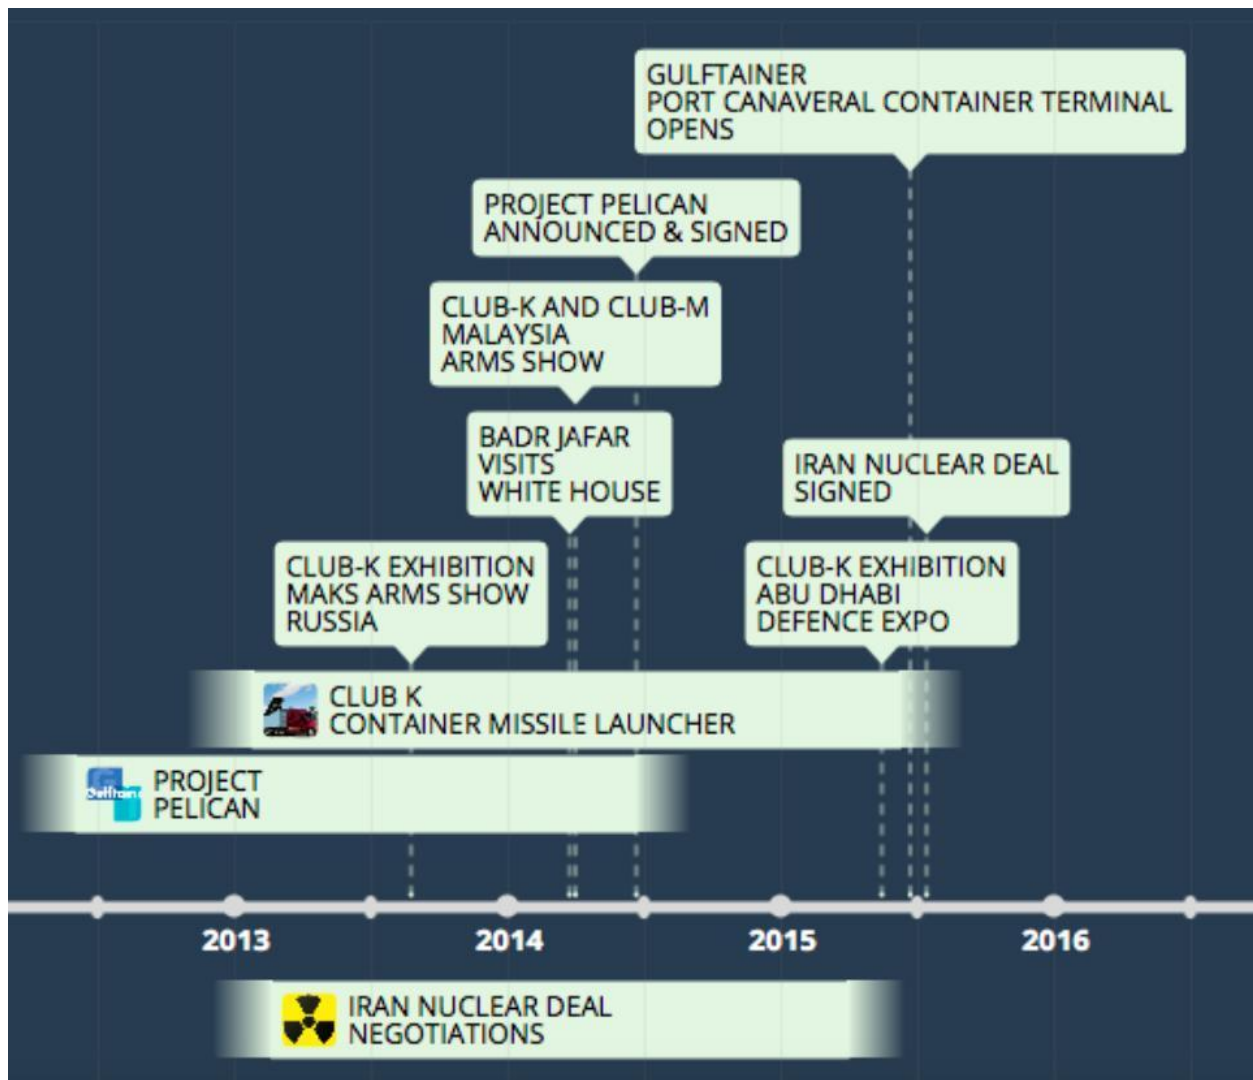 GULFTAINER
PORT CANAVERAL CONTAINER TERMINAL
OPENS
PROJECT PELICAN
ANNOUNCED & SIGNED
CLUB-K AND CLUB-M
MALAYSIA
ARMS SHOW
BADR JAFAR
VISITS
WHITE HOUSE
IRAN NUCLEAR DEAL
SIGNED
CLUB-K EXHIBITION
MAKS ARMS SHOW
RUSSIA
CLUB-K EXHIBITION
ABU DHABI
DEFENCE EXPO
CLUB K
CONTAINER MISSILE LAUNCHER
PROJECT
PELICAN
2013
2014
2015
2016
IRAN NUCLEAR DEAL
NEGOTIATIONS